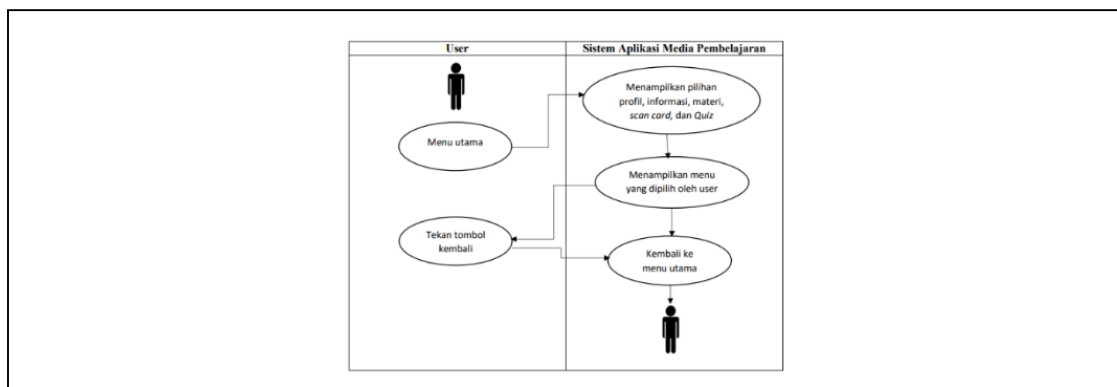 User
Sistem Aplikasi Media Pembelajaran
Menampilkan pilihan
profil, informasi, materi,
scan card, dan Quiz
Menu utama
Menampilkan menu
yang dipilih oleh user
Tekan tombol
kembali
Kembali ke
menu utama